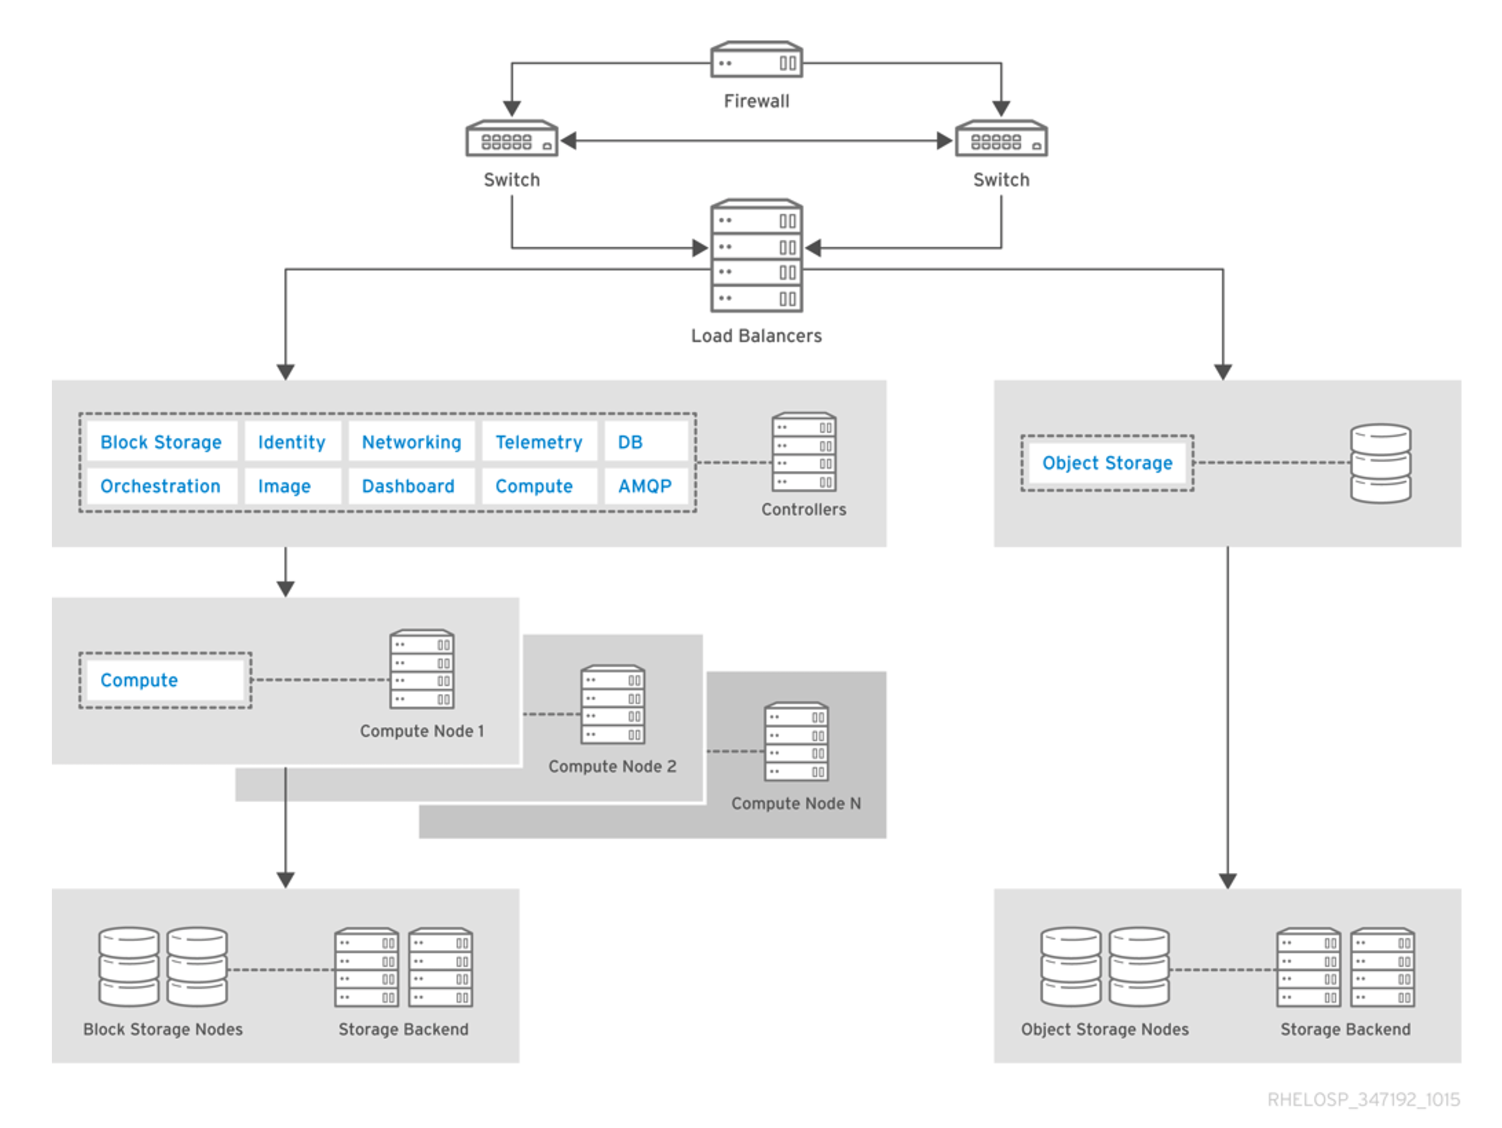 Firewall
Switch
Switch
Load Balancers
Block Storage
Identity
Networking
Telemetry
DB
Orchestration
Image
Dashboard
Compute
AMQP
Controllers
Object Storage
Compute
Compute Node 1
Compute Node 2
Compute Node N
Block Storage Nodes
Storage Backend
Object Storage Nodes
Storage Backend
RHELOSP_347192_1015